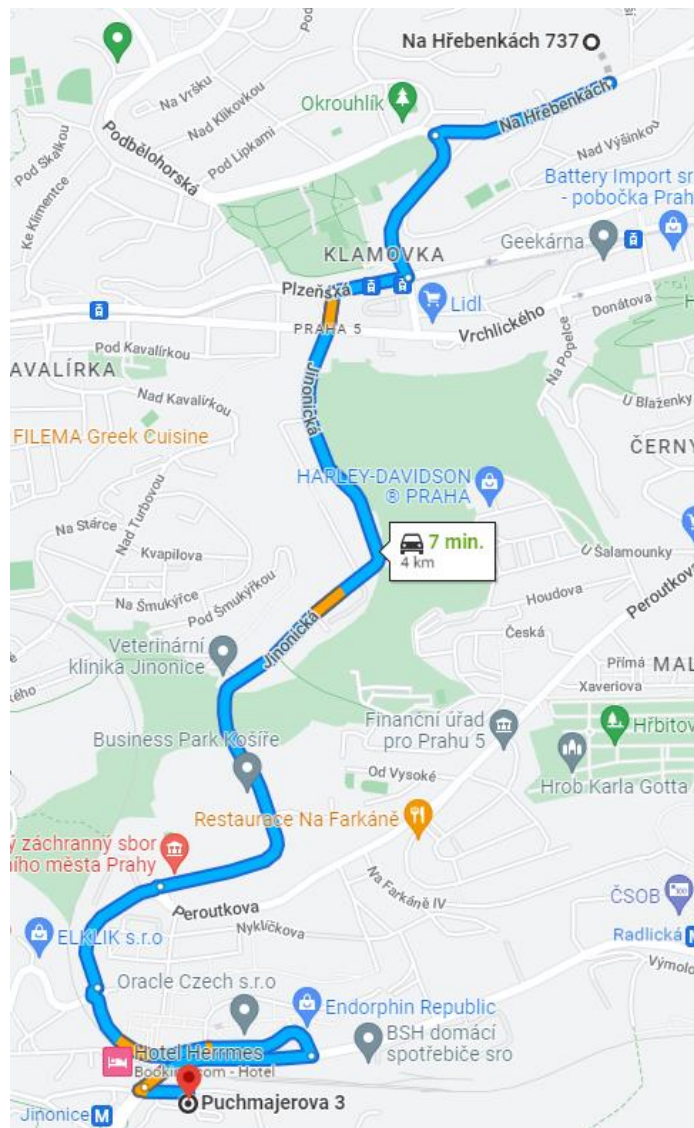 Na Hřebenkách 737
Na Vršku
Nad Klikovkou
Okrouhlík
Na Hřebenkách
Podbělohorská
Pod Lipkami
Pod Skalkou
Nad Výšinkou
Ke Klimentce
Battery Import sr
- pobočka Prah
KLAMOVKA
Geekárna
Plzeňská
Lidl
Donátova
H
PRAHA 5
Vrchlického
Pod Kavalírkou
Na Popelce
AVALÍRKA
Jinonická
Nad Kavalírkou
U Blaženky
FILEMA Greek Cuisine
ČERNÝ
HARLEY-DAVIDSON
® PRAHA
Nad Turbovou
Na Stárce
7 min.
4 km
Kvapilova
U Šalamounky
Peroutkova
Na Šmukýřce
Pod Šmukýřkou
Houdova
Jinonická
Česká
Veterinární
klinika Jinonice
Přímá
MAL
Xaveriova
kého
Finanční úřad
pro Prahu 5
Hřbitov
Business Park Košíře
Od Vysoké
Hrob Karla Gotta
Restaurace Na Farkáně
ý záchranný sbor
ního města Prahy
Na Farkáně IV
ČSOB
Peroutkova
Nyklíčkova
ELKLIK s.r.o
Radlická M
Výmolo
Oracle Czech s.r.o
Endorphin Republic
BSH domácí
spotřebiče sro
Hotel Herrmes
Booking.com - Hotel
Puchmajerova 3
Jinonice M